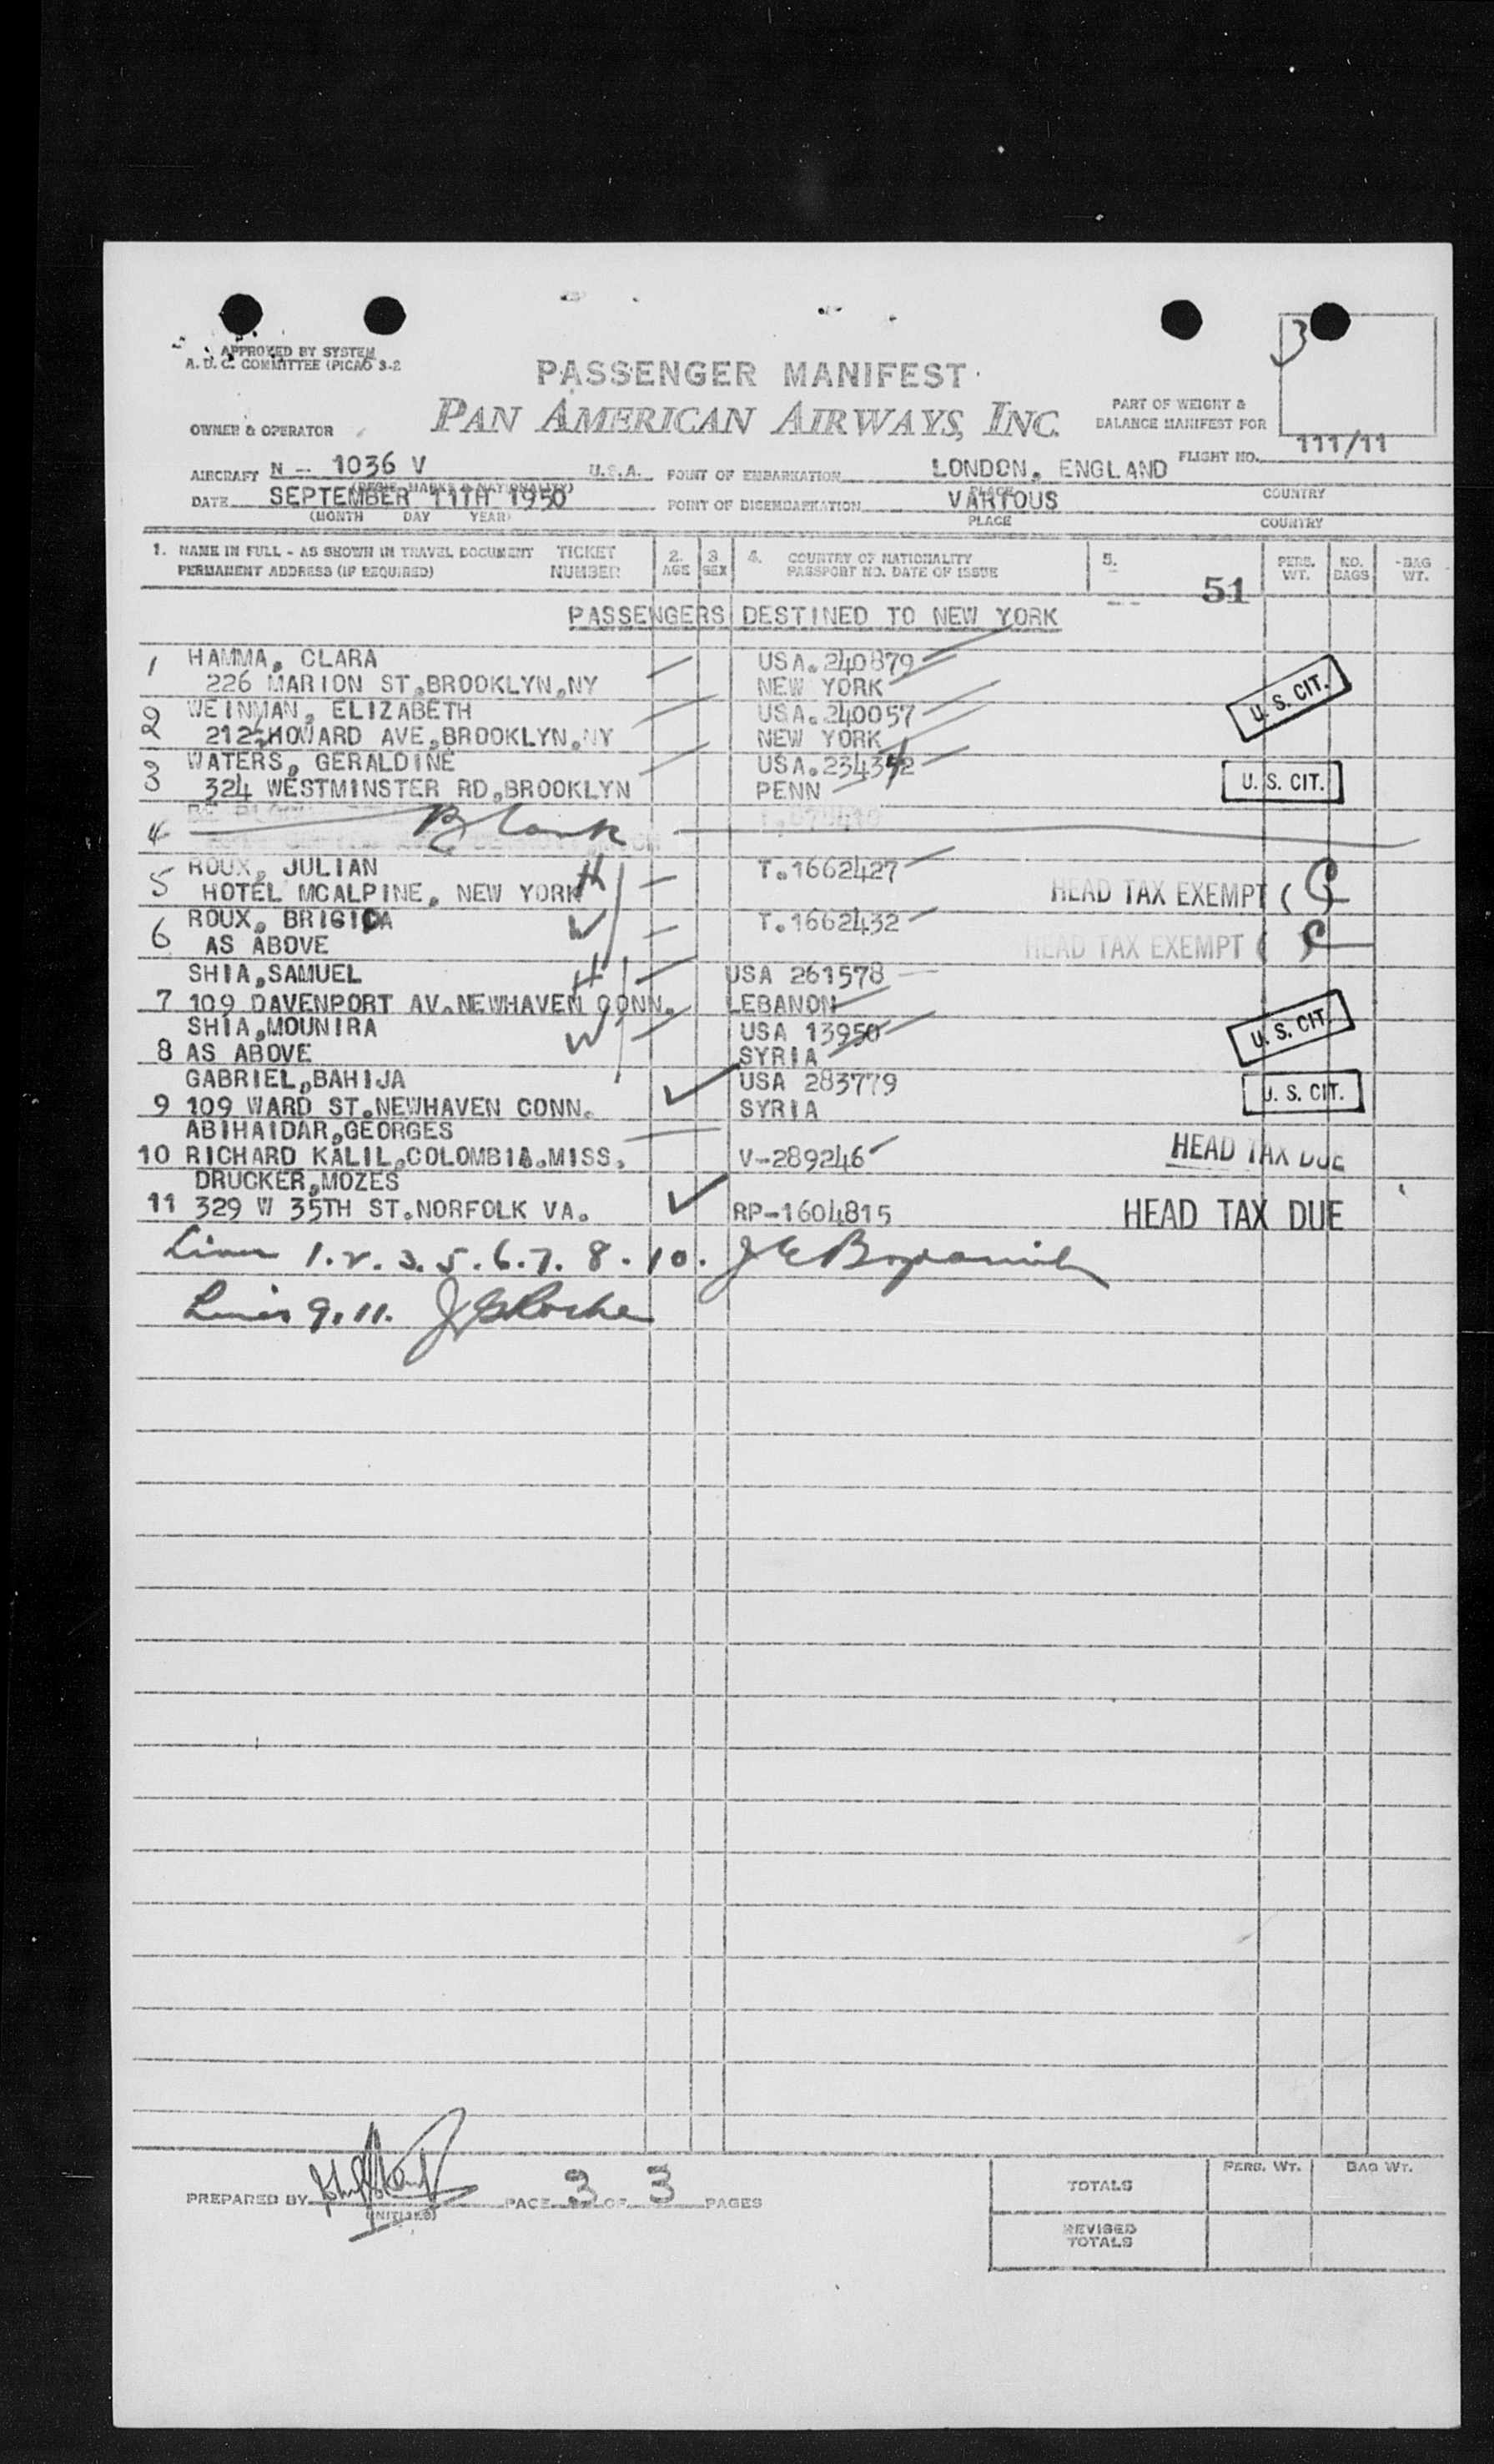 3
APPROVED BY SYSTEM
A. D. C. COMMITTEE (PICAO 3-2
PASSENGER MANIFEST
OWNER & OPERATOR
PAN AMERICAN AIRWAYS, INC.
PART OF WEIGHT &
BALANCE MANIFEST FOR
AIRCRAFT N - 1036 V U.S.A. POINT OF EMBARKATION LONDON, ENGLAND FLIGHT NO. 111/11
(REGIS. MARKS & NATIONALITY) PLACE COUNTRY
DATE SEPTEMBER 11TH 1950 POINT OF DISEMBARKATION VARIOUS
(MONTH DAY YEAR) PLACE COUNTRY
1. NAME IN FULL - AS SHOWN IN TRAVEL DOCUMENT TICKET 2. 3 4. COUNTRY OF NATIONALITY 5. PERS. NO. BAG
PERMANENT ADDRESS (IF REQUIRED) NUMBER AGE SEX PASSPORT NO. DATE OF ISSUE WT. BAGS WT.
51
PASSENGERS DESTINED TO NEW YORK
1 HAMMA, CLARA USA.240879
226 MARION ST.BROOKLYN,NY NEW YORK U. S. CIT.
2 WEINMAN, ELIZABETH USA.240057
212 HOWARD AVE,BROOKLYN,NY NEW YORK
3 WATERS, GERALDINE
324 WESTMINSTER RD,BROOKLYN PENN U. S. CIT.
4 Blank
5 ROUX, JULIAN T.1662427
HOTEL MCALPINE, NEW YORK H HEAD TAX EXEMPT
6 ROUX, BRIGIDA W T.1662432
AS ABOVE HEAD TAX EXEMPT
SHIA,SAMUEL H USA 261578
7 109 DAVENPORT AV.NEWHAVEN CONN. LEBANON
SHIA,MOUNIRA W USA 13950 U. S. CIT.
8 AS ABOVE SYRIA
GABRIEL,BAHIJA USA 283779 U. S. CIT.
9 109 WARD ST.NEWHAVEN CONN. SYRIA
ABIHAIDAR,GEORGES
10 RICHARD KALIL,COLOMBIA.MISS. V-289246 HEAD TAX DUE
DRUCKER,MOZES
11 329 W 35TH ST.NORFOLK VA. RP-1604815 HEAD TAX DUE
Lines 1.2.3.5.6.7.8.10.
Lines 9.11.
PREPARED BY (INITIALS) PAGE 3 OF 3 PAGES
PERS. WT. BAG WT.
TOTALS
REVISED
TOTALS